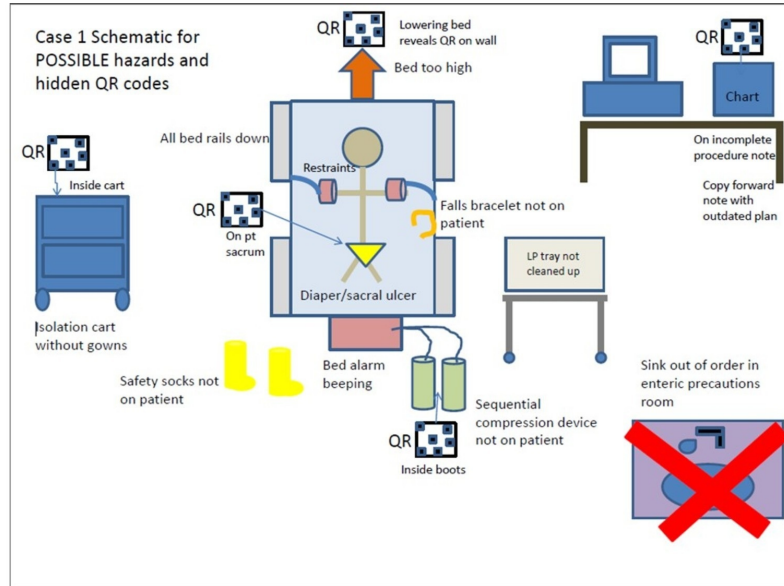 Case 1 Schematic for
POSSIBLE hazards and
hidden QR codes
QR
Lowering bed
reveals QR on wall
Bed too high
QR
Chart
On incomplete
procedure note
Copy forward
note with
outdated plan
All bed rails down
QR
Inside cart
Restraints
QR
On pt
sacrum
Falls bracelet not on
patient
LP tray not
cleaned up
Diaper/sacral ulcer
Isolation cart
without gowns
Safety socks not
on patient
Bed alarm
beeping
Sequential
compression device
not on patient
QR
Inside boots
Sink out of order in
enteric precautions
room